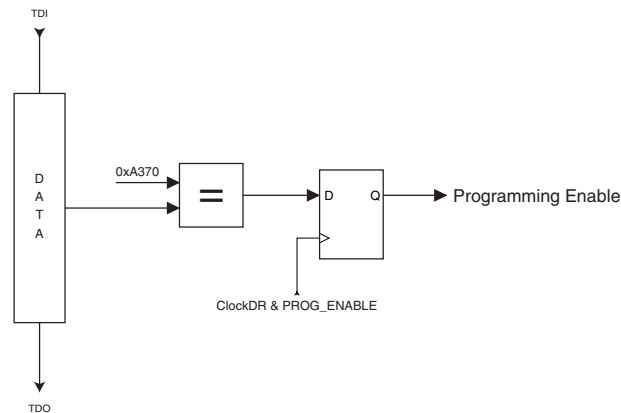 TDI
D
A
T
A
0xA370
=
D
Q
Programming Enable
ClockDR & PROG_ENABLE
TDO